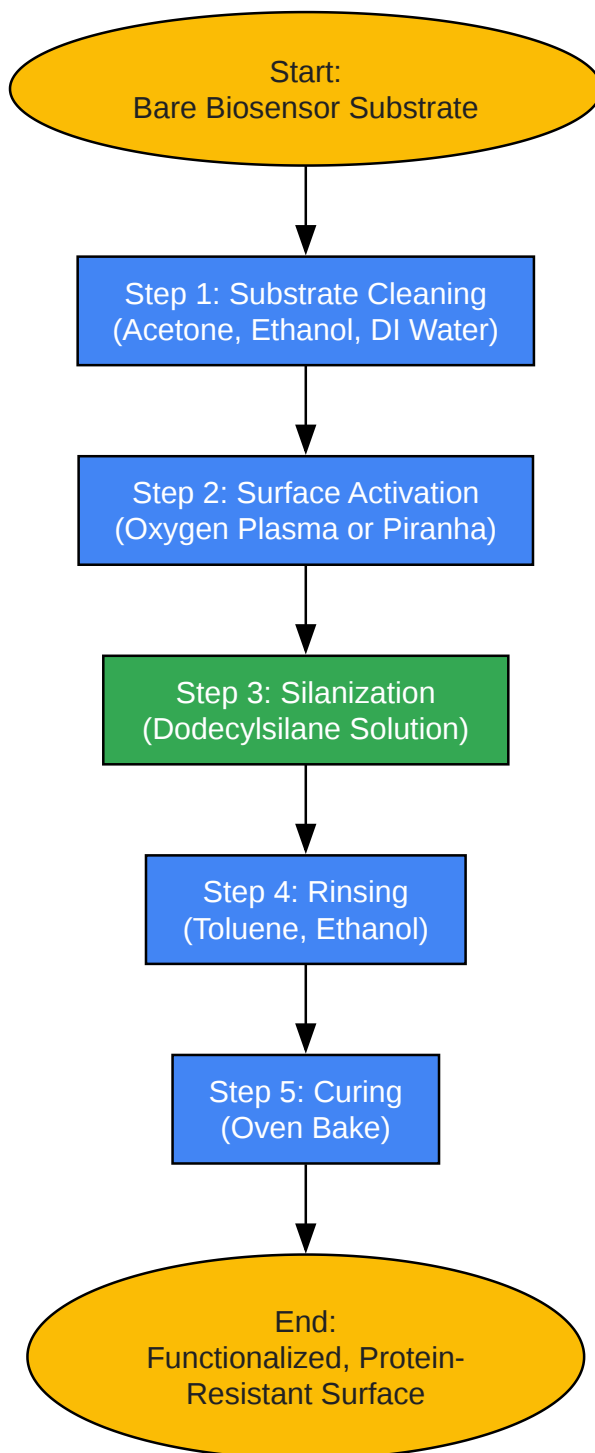 Start:
Bare Biosensor Substrate
Step 1: Substrate Cleaning
(Acetone, Ethanol, DI Water)
Step 2: Surface Activation
(Oxygen Plasma or Piranha)
Step 3: Silanization
(Dodecylsilane Solution)
Step 4: Rinsing
(Toluene, Ethanol)
Step 5: Curing
(Oven Bake)
End:
Functionalized, Protein-
Resistant Surface